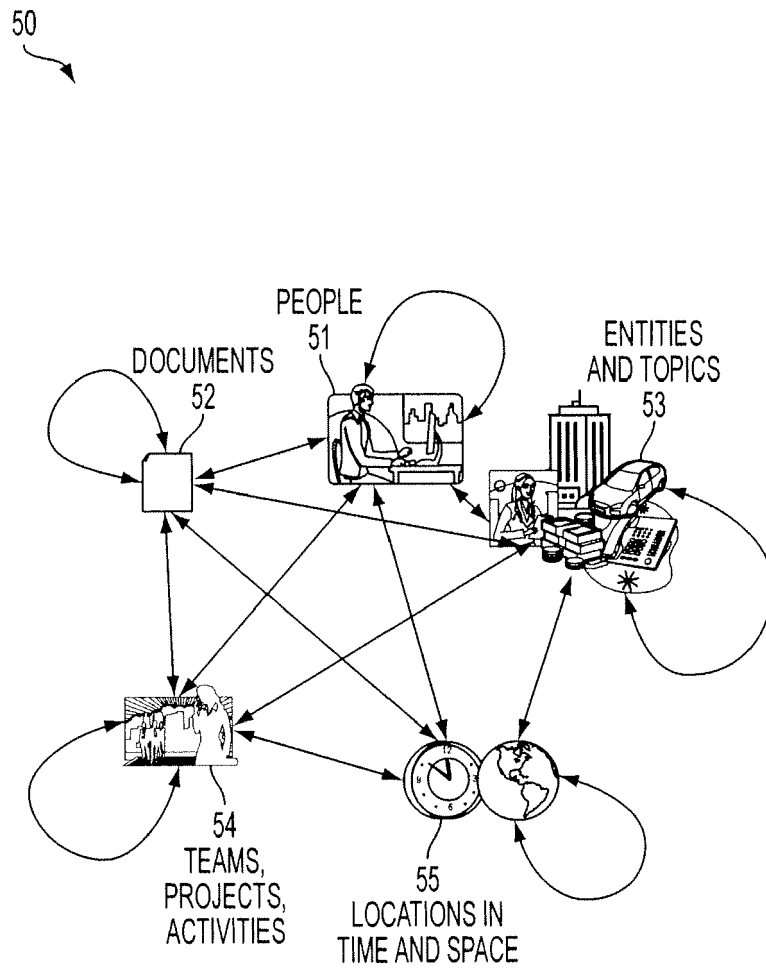 50
PEOPLE
51
DOCUMENTS
52
ENTITIES
AND TOPICS
53
54
TEAMS,
PROJECTS,
ACTIVITIES
55
LOCATIONS IN
TIME AND SPACE